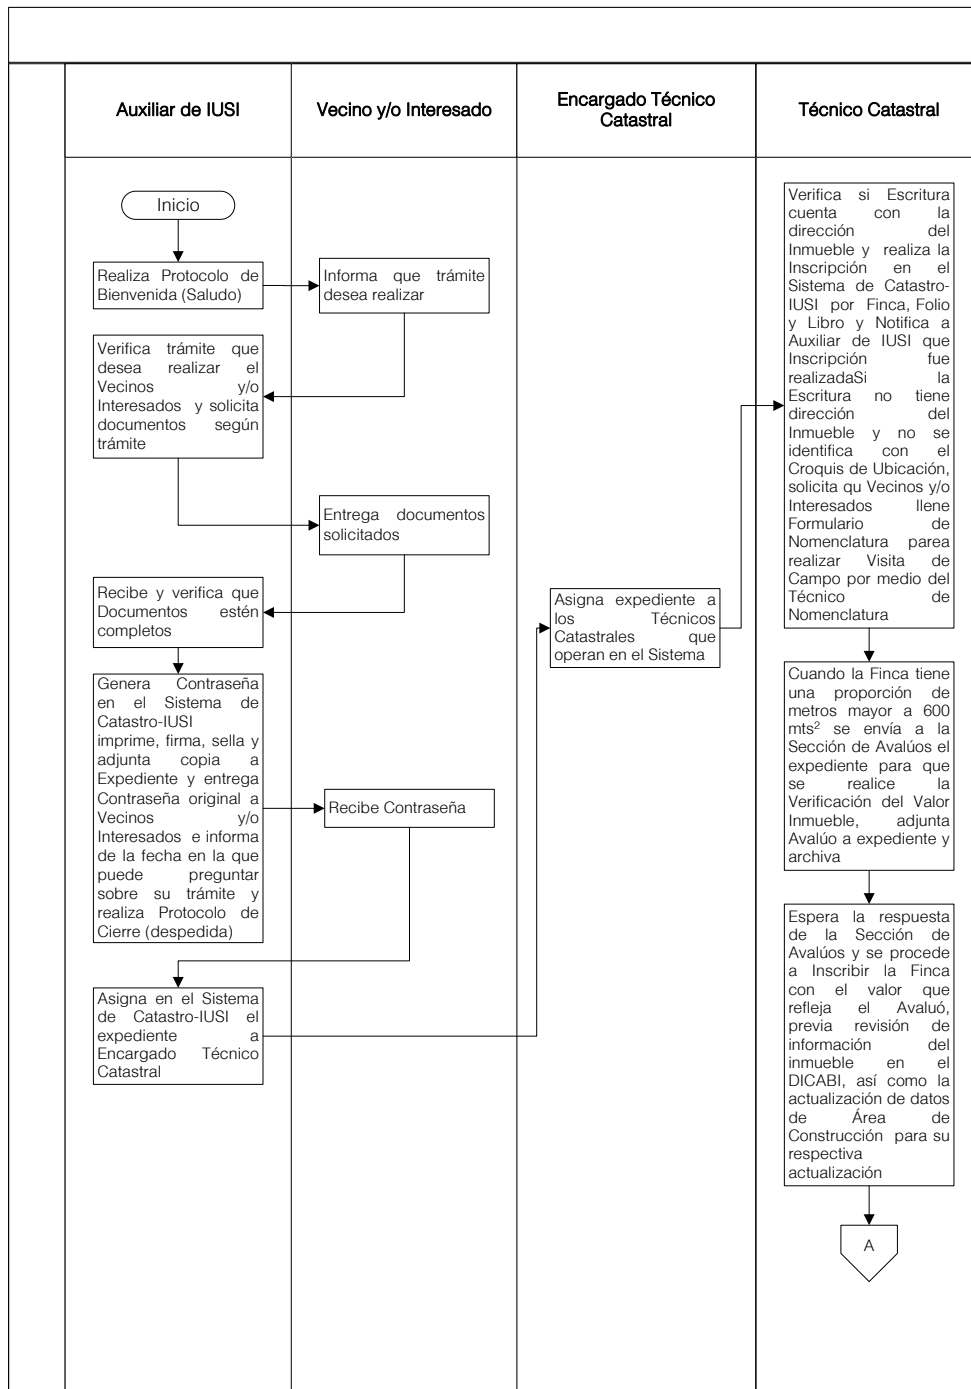 Auxiliar de IUSI
Vecino y/o Interesado
Encargado Técnico
Catastral
Técnico Catastral
Inicio
Realiza Protocolo de
Bienvenida (Saludo)
Informa que trámite
desea realizar
Verifica trámite que
desea realizar el
Vecinos y/o
Interesados y solicita
documentos según
trámite
Entrega documentos
solicitados
Recibe y verifica que
Documentos estén
completos
Genera Contraseña
en el Sistema de
Catastro-IUSI
imprime, firma, sella y
adjunta copia a
Expediente y entrega
Contraseña original a
Vecinos y/o
Interesados e informa
de la fecha en la que
puede preguntar
sobre su trámite y
realiza Protocolo de
Cierre (despedida)
Recibe Contraseña
Asigna en el Sistema
de Catastro-IUSI el
expediente a
Encargado Técnico
Catastral
Asigna expediente a
los Técnicos
Catastrales que
operan en el Sistema
Verifica si Escritura
cuenta con la
dirección del
Inmueble y realiza la
Inscripción en el
Sistema de Catastro-
IUSI por Finca, Folio
y Libro y Notifica a
Auxiliar de IUSI que
Inscripción fue
realizadaSi la
Escritura no tiene
dirección del
Inmueble y no se
identifica con el
Croquis de Ubicación,
solicita qu Vecinos y/o
Interesados llene
Formulario de
Nomenclatura parea
realizar Visita de
Campo por medio del
Técnico de
Nomenclatura
Cuando la Finca tiene
una proporción de
metros mayor a 600
mts² se envía a la
Sección de Avalúos el
expediente para que
se realice la
Verificación del Valor
Inmueble, adjunta
Avalúo a expediente y
archiva
Espera la respuesta
de la Sección de
Avalúos y se procede
a Inscribir la Finca
con el valor que
refleja el Avaluó,
previa revisión de
información del
inmueble en el
DICABI, así como la
actualización de datos
de Área de
Construcción para su
respectiva
actualización
A